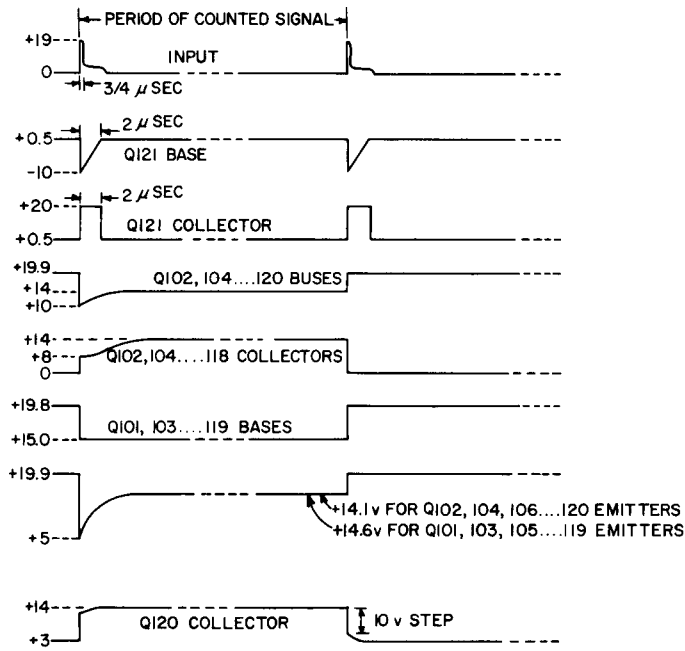 PERIOD OF COUNTED SIGNAL
+19
INPUT
0
3/4 μ SEC
2 μ SEC
+0.5
Q121 BASE
-10
2 μ SEC
+20
Q121 COLLECTOR
+0.5
+19.9
Q102, 104....120 BUSES
+14
+10
+14
+8
Q102,104....118 COLLECTORS
0
+19.8
Q101, 103....119 BASES
+15.0
+19.9
+14.1v FOR Q102, 104, 106....120 EMITTERS
+14.6v FOR Q101, 103, 105....119 EMITTERS
+5
+14
10 v STEP
Q120 COLLECTOR
+3